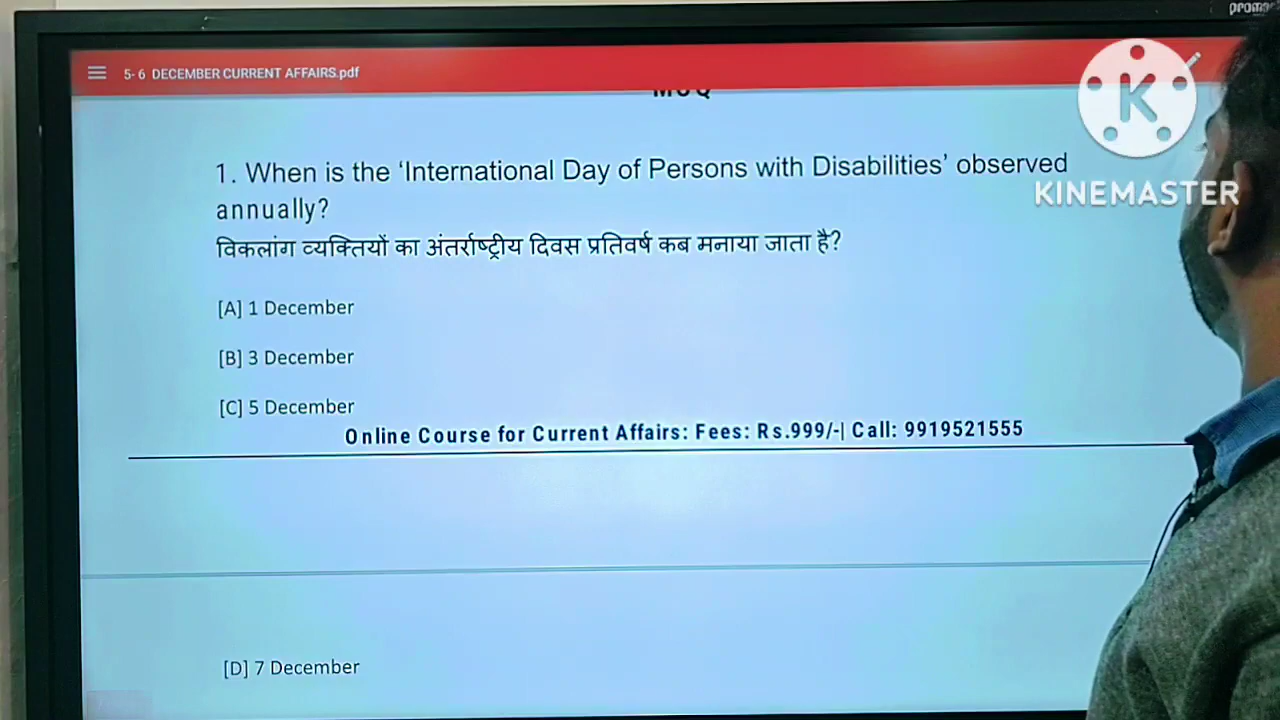 promo
5- 6 DECEMBER CURRENT AFFAIRS.pdf
MCQ
K
KINEMASTER
1. When is the ‘International Day of Persons with Disabilities’ observed
annually?
विकलांग व्यक्तियों का अंतर्राष्ट्रीय दिवस प्रतिवर्ष कब मनाया जाता है?
[A] 1 December
[B] 3 December
[C] 5 December
Online Course for Current Affairs: Fees: Rs.999/-| Call: 9919521555
[D] 7 December